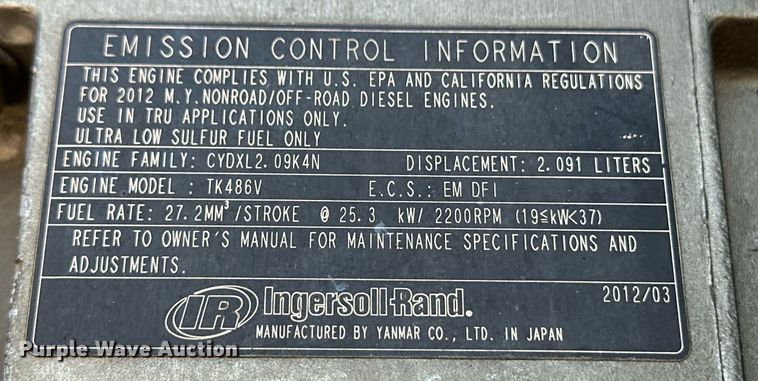 EMISSION CONTROL INFORMATION
THIS ENGINE COMPLIES WITH U.S. EPA AND CALIFORNIA REGULATIONS
FOR 2012 M.Y.NONROAD/OFF-ROAD DIESEL ENGINES.
USE IN TRU APPLICATIONS ONLY.
ULTRA LOW SULFUR FUEL ONLY
ENGINE FAMILY: CYDXL2.09K4N DISPLACEMENT: 2.091 LITERS
ENGINE MODEL : TK486V E.C.S.: EM DFI
FUEL RATE: 27.2MM³/STROKE @ 25.3 kW/ 2200RPM (19≦kW<37)
REFER TO OWNER'S MANUAL FOR MAINTENANCE SPECIFICATIONS AND
ADJUSTMENTS.
IR Ingersoll-Rand. 2012/03
MANUFACTURED BY YANMAR CO., LTD. IN JAPAN
Purple Wave Auction